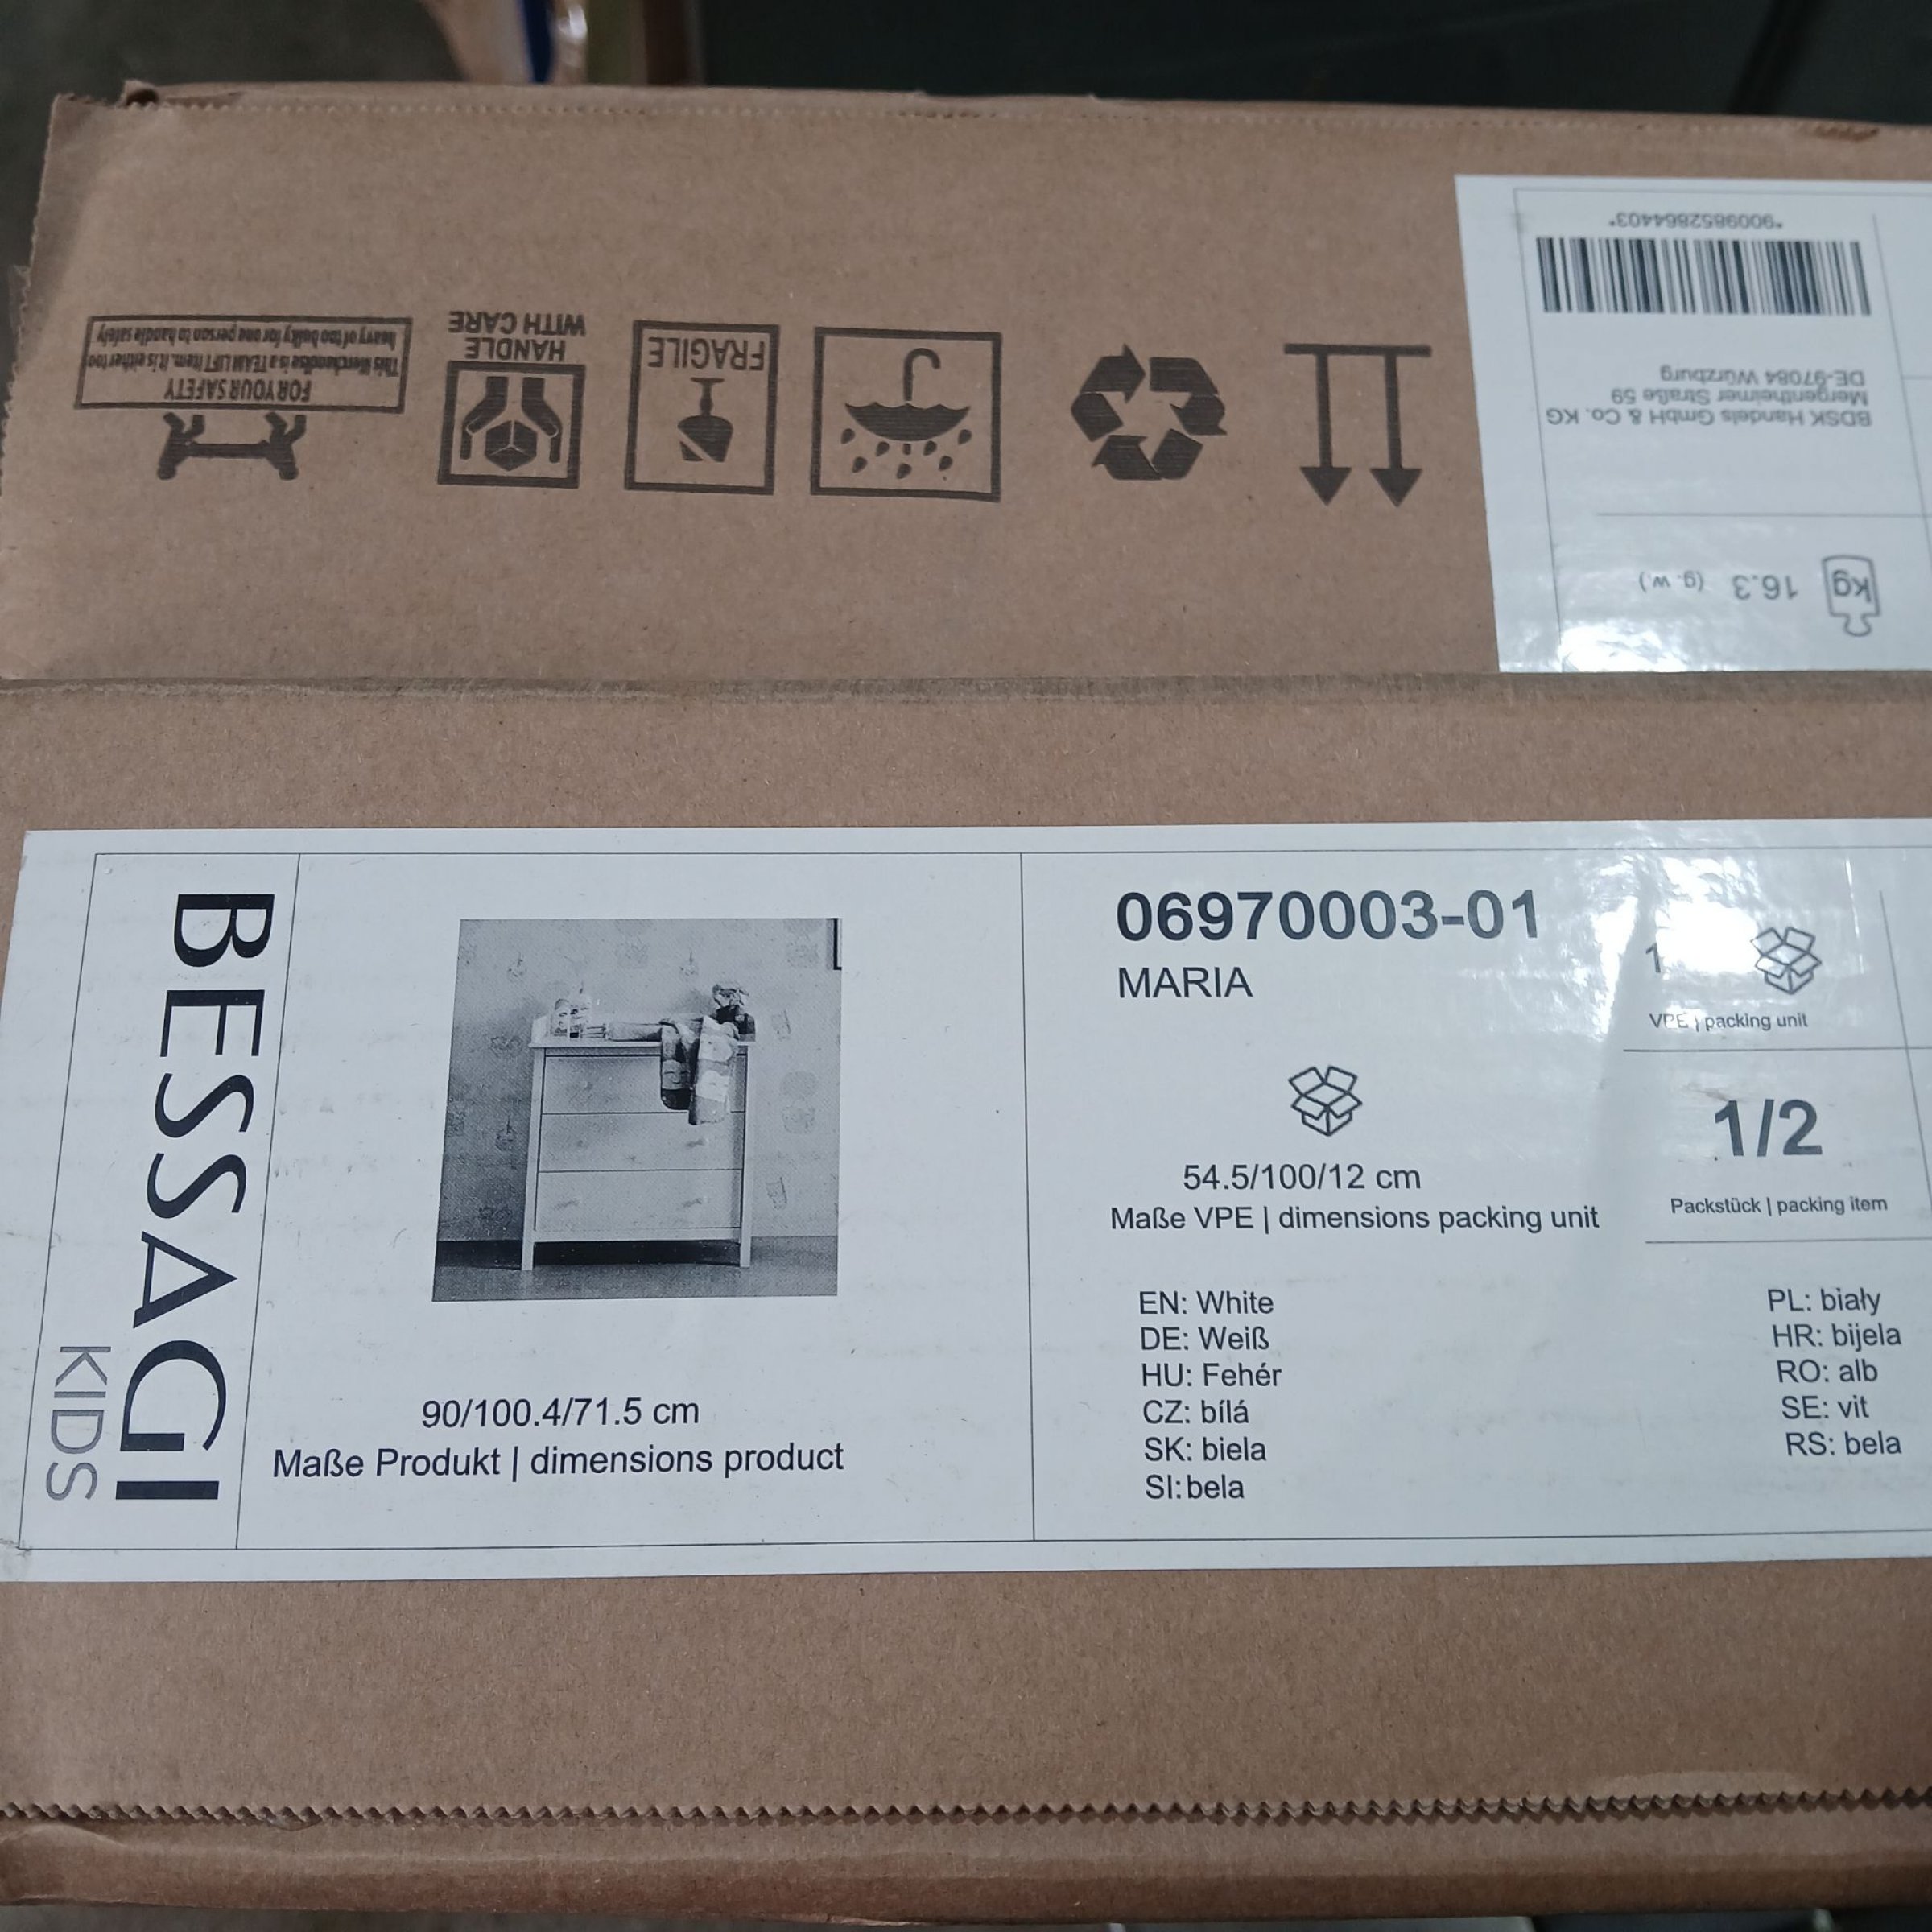 FOR YOUR SAFETY
This Merchandise is a TEAM LIFT item. It is either too
heavy of too bulky for one person to handle safely
HANDLE
WITH CARE
FRAGILE
kg 16.3 (g. w.)
BDSK Handels GmbH & Co. KG
Mergentheimer Straße 59
DE-97084 Würzburg
*9009852864403*
BESSAGI
KIDS
90/100.4/71.5 cm
Maße Produkt | dimensions product
06970003-01
MARIA
54.5/100/12 cm
Maße VPE | dimensions packing unit
1
VPE | packing unit
1/2
Packstück | packing item
EN: White
DE: Weiß
HU: Fehér
CZ: bílá
SK: biela
SI: bela
PL: biały
HR: bijela
RO: alb
SE: vit
RS: bela